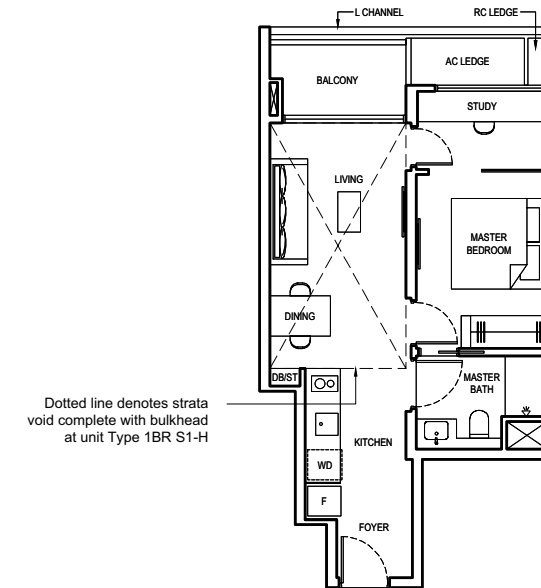 L CHANNEL
RC LEDGE
AC LEDGE
BALCONY
STUDY
LIVING
MASTER
BEDROOM
DINING
DB/ST
MASTER
BATH
Dotted line denotes strata
void complete with bulkhead
at unit Type 1BR S1-H
KITCHEN
WD
F
FOYER